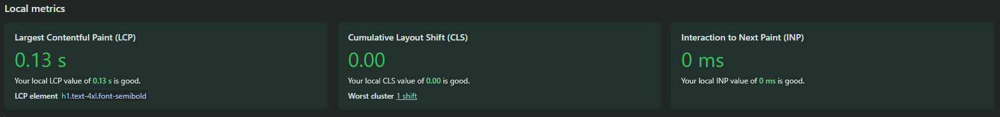 Local metrics
Largest Contentful Paint (LCP)
0.13 s
Your local LCP value of 0.13 s is good.
LCP element h1.text-4xl.font-semibold
Cumulative Layout Shift (CLS)
0.00
Your local CLS value of 0.00 is good.
Worst cluster 1 shift
Interaction to Next Paint (INP)
0 ms
Your local INP value of 0 ms is good.